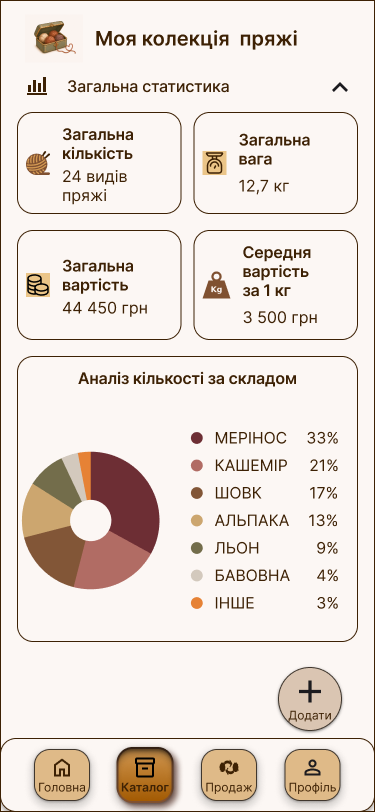 Моя колекція пряжі
Загальна статистика
Загальна
кількість
24 видів
пряжі
Загальна
вага
12,7 кг
Загальна
вартість
44 450 грн
Kg
Середня
вартість
за 1 кг
3 500 грн
Аналіз кількості за складом
МЕРІНОС 33%
КАШЕМІР 21%
ШОВК 17%
АЛЬПАКА 13%
ЛЬОН 9%
БАВОВНА 4%
ІНШЕ 3%
Додати
Головна
Каталог
Продаж
Профіль